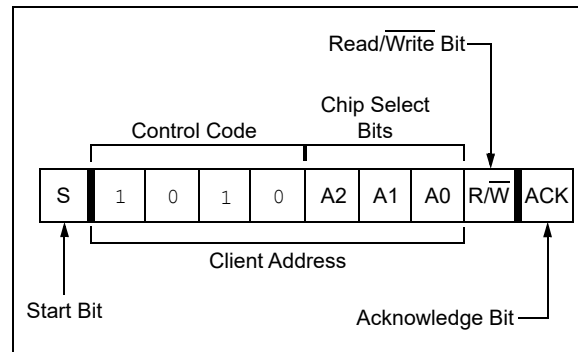 Read/Write Bit
Chip Select
Bits
Control Code
S 1 0 1 0 A2 A1 A0 R/W ACK
Client Address
Start Bit
Acknowledge Bit